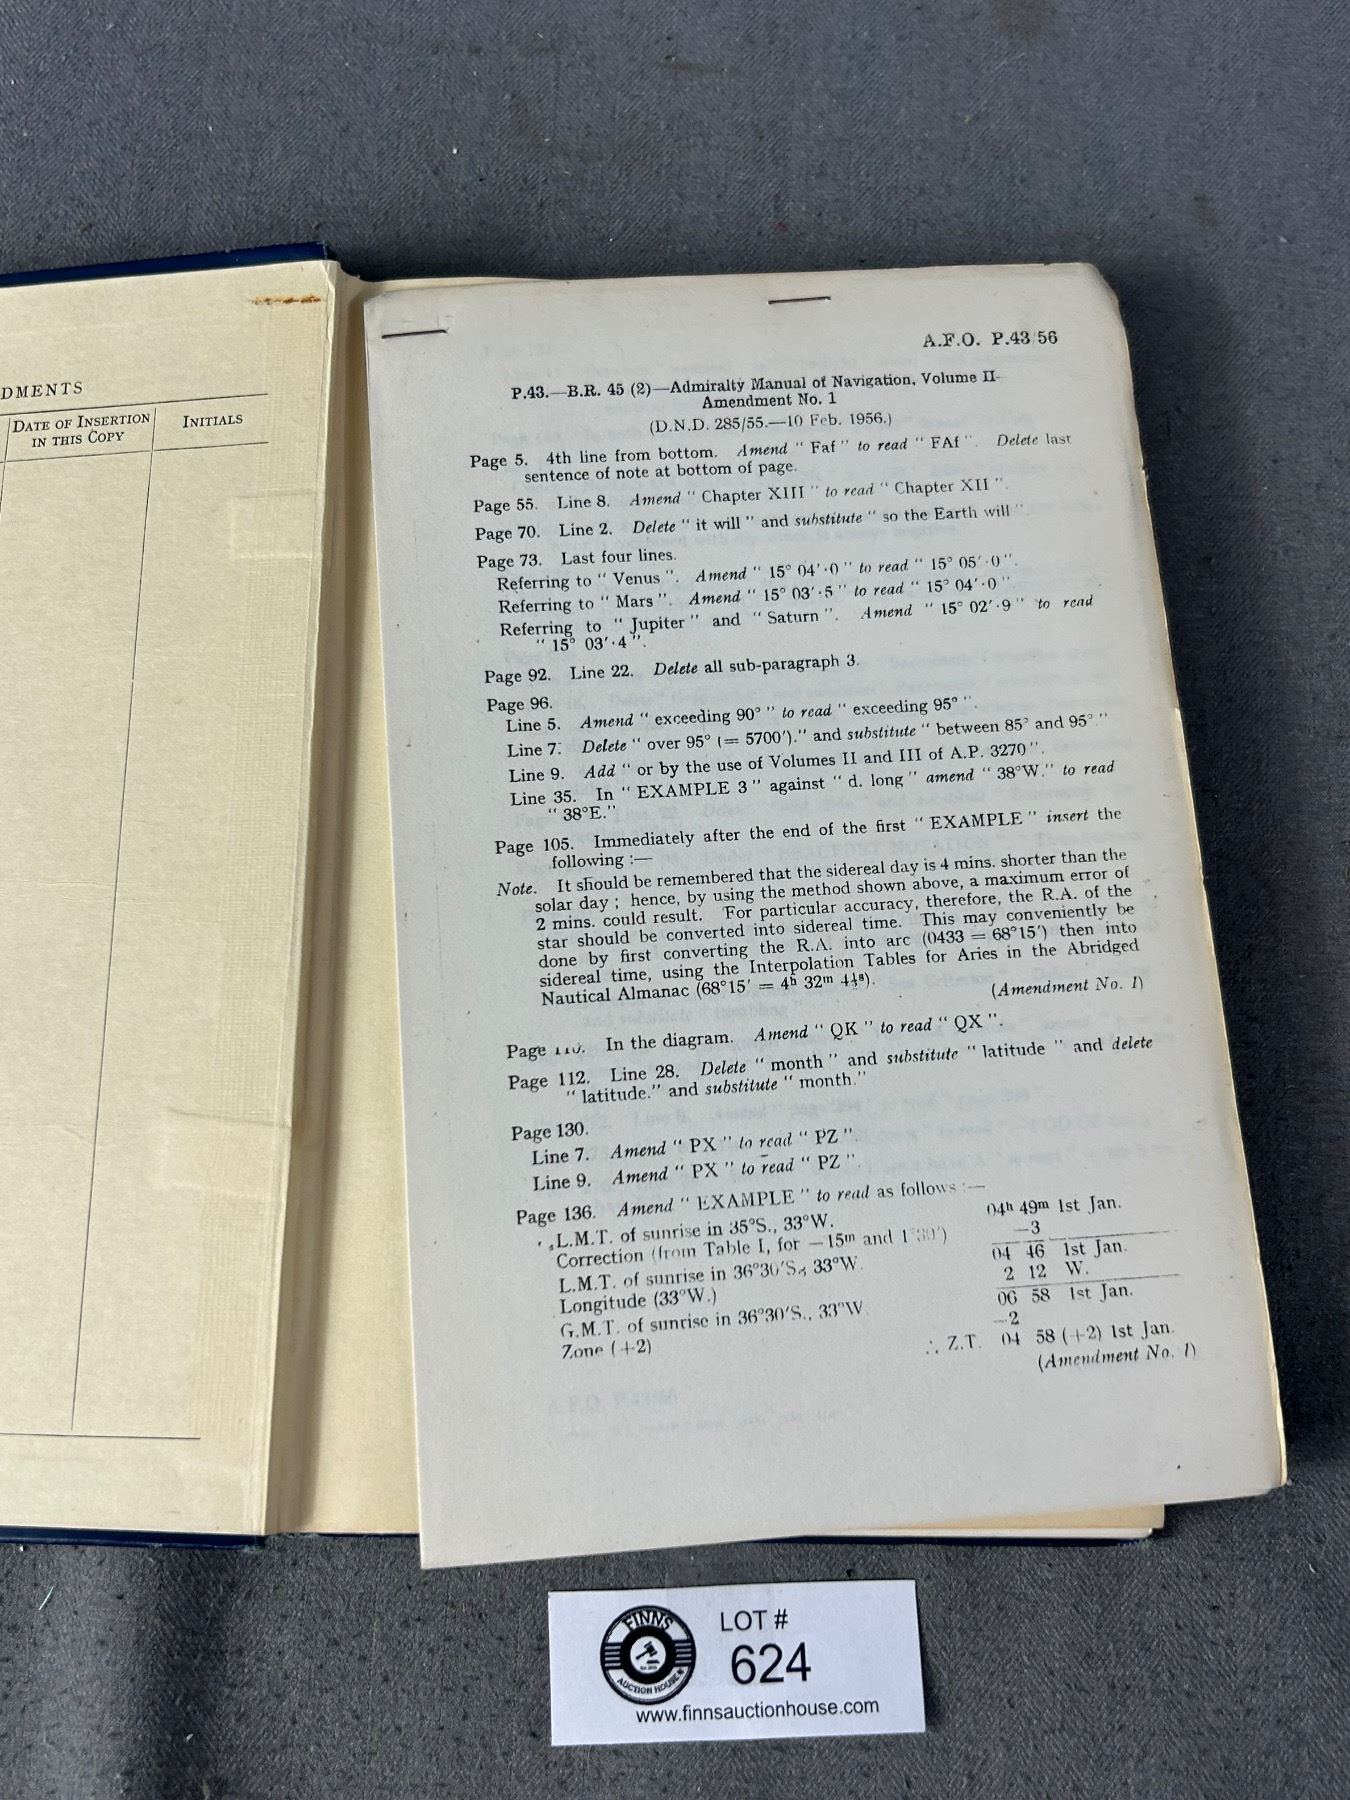 DMENTS
DATE OF INSERTION
IN THIS COPY
INITIALS
A.F.O. P.43/56
P.43.—B.R. 45 (2)—Admiralty Manual of Navigation, Volume II—
Amendment No. 1
(D.N.D. 285/55.—10 Feb. 1956.)
Page 5. 4th line from bottom. Amend “ Faf ” to read “ FAf ”. Delete last
sentence of note at bottom of page.
Page 55. Line 8. Amend “ Chapter XIII ” to read “ Chapter XII ”.
Page 70. Line 2. Delete “ it will ” and substitute “ so the Earth will ”.
Page 73. Last four lines.
Referring to “ Venus ”. Amend “ 15° 04′·0 ” to read “ 15° 05′·0 ”.
Referring to “ Mars ”. Amend “ 15° 03′·5 ” to read “ 15° 04′·0 ”.
Referring to “ Jupiter ” and “ Saturn ”. Amend “ 15° 02′·9 ” to read
“ 15° 03′·4 ”.
Page 92. Line 22. Delete all sub-paragraph 3.
Page 96.
Line 5. Amend “ exceeding 90° ” to read “ exceeding 95° ”.
Line 7. Delete “ over 95° (= 5700′).” and substitute “ between 85° and 95°.”
Line 9. Add “ or by the use of Volumes II and III of A.P. 3270 ”.
Line 35. In “ EXAMPLE 3 ” against “ d. long ” amend “ 38°W.” to read
“ 38°E.”
Page 105. Immediately after the end of the first “ EXAMPLE ” insert the
following :—
Note. It should be remembered that the sidereal day is 4 mins. shorter than the
solar day ; hence, by using the method shown above, a maximum error of
2 mins. could result. For particular accuracy, therefore, the R.A. of the
star should be converted into sidereal time. This may conveniently be
done by first converting the R.A. into arc (0433 = 68°15′) then into
sidereal time, using the Interpolation Tables for Aries in the Abridged
Nautical Almanac (68°15′ = 4h 32m 44s).
(Amendment No. 1)
Page 110. In the diagram. Amend “ QK ” to read “ QX ”.
Page 112. Line 28. Delete “ month ” and substitute “ latitude ” and delete
“ latitude.” and substitute “ month.”
Page 130.
Line 7. Amend “ PX ” to read “ PZ ”.
Line 9. Amend “ PX ” to read “ PZ ”.
Page 136. Amend “ EXAMPLE ” to read as follows :—
L.M.T. of sunrise in 35°S., 33°W. 04h 49m 1st Jan.
Correction (from Table I, for —15m and 1°30′) —3
L.M.T. of sunrise in 36°30′S., 33°W. 04 46 1st Jan.
Longitude (33°W.) 2 12 W.
G.M.T. of sunrise in 36°30′S., 33°W. 06 58 1st Jan.
Zone (+2) —2
∴ Z.T. 04 58 (+2) 1st Jan.
(Amendment No. 1)
FINNS
AUCTION HOUSE
LOT #
624
www.finnsauctionhouse.com